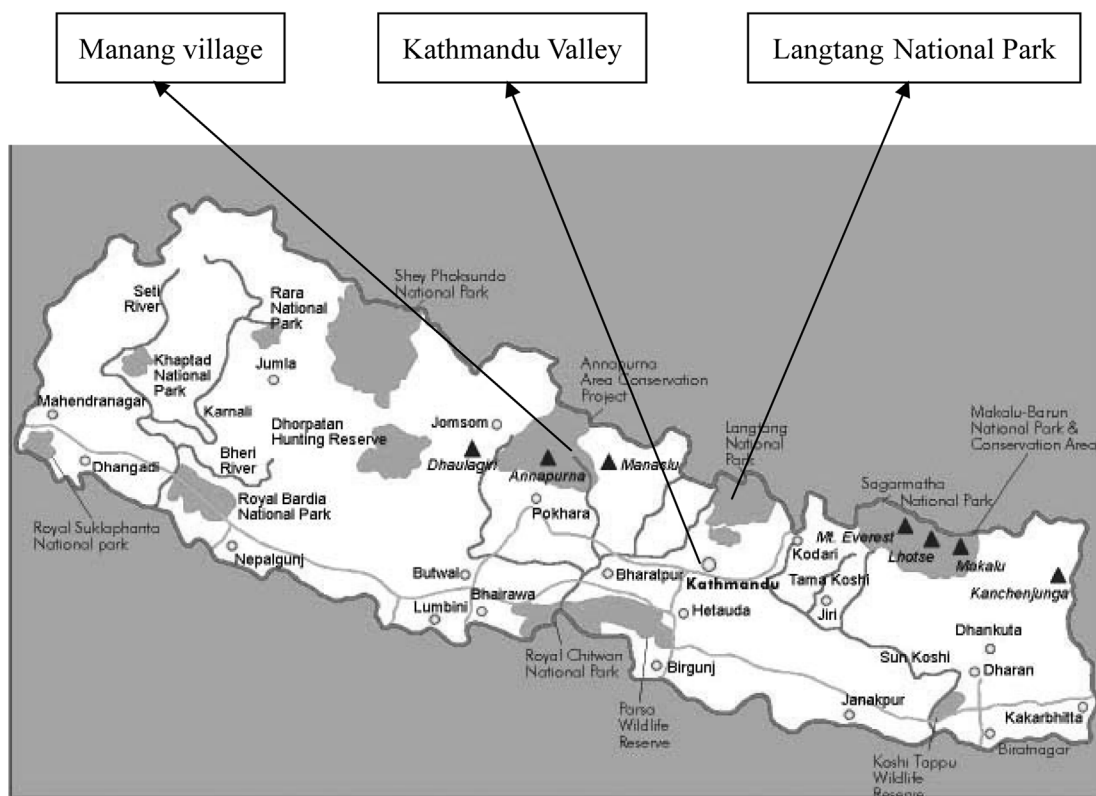 Manang village
Kathmandu Valley
Langtang National Park
Shey Phoksunda
National Park
Seti
River
Rara
National
Park
Khaptad
National
Park
Jumla
Karnali
Mahendranagar
Dhangadi
Bheri
River
Dhorpatan
Hunting Reserve
Jomsom
Dhaulagiri
Annapurna
Area Conservation
Project
Annapurna
Manaslu
Pokhara
Langtang
National
Park
Makalu-Barun
National Park &
Conservation Area
Sagarmatha
National Park
Mt. Everest
Lhotse
Makalu
Kanchenjunga
Royal Suklaphanta
National park
Royal Bardia
National Park
Nepalgunj
Butwal
Bharatpur
Kathmandu
Kodari
Tama Koshi
Jiri
Lumbini
Bhairawa
Hetauda
Royal Chitwan
National Park
Birgunj
Parsa
Wildlife
Reserve
Sun Koshi
Dhankuta
Dharan
Janakpur
Kakarbhitta
Biratnagar
Koshi Tappu
Wildlife
Reserve